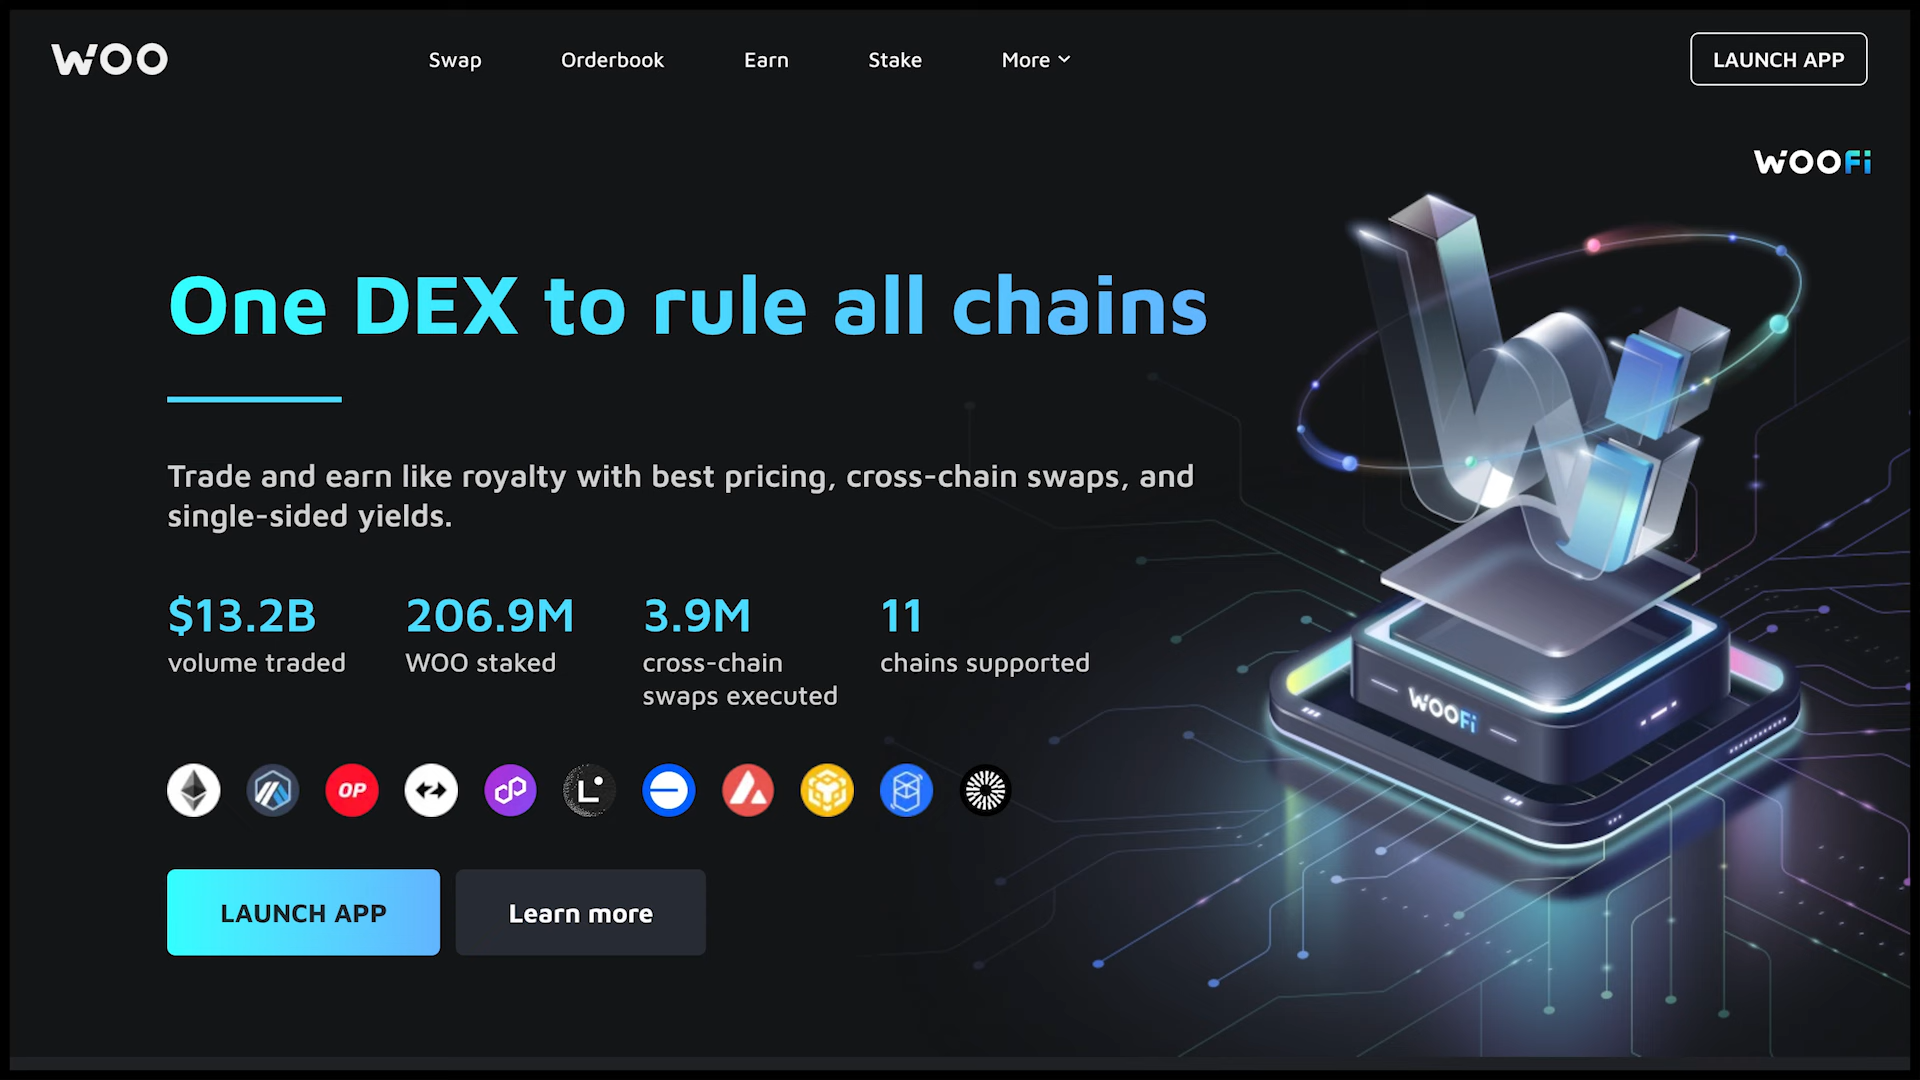 WOO
Swap
Orderbook
Earn
Stake
More
LAUNCH APP
WOOFi
One DEX to rule all chains
Trade and earn like royalty with best pricing, cross-chain swaps, and
single-sided yields.
$13.2B
volume traded
206.9M
WOO staked
3.9M
cross-chain
swaps executed
11
chains supported
OP
L
LAUNCH APP
Learn more
WOOFi